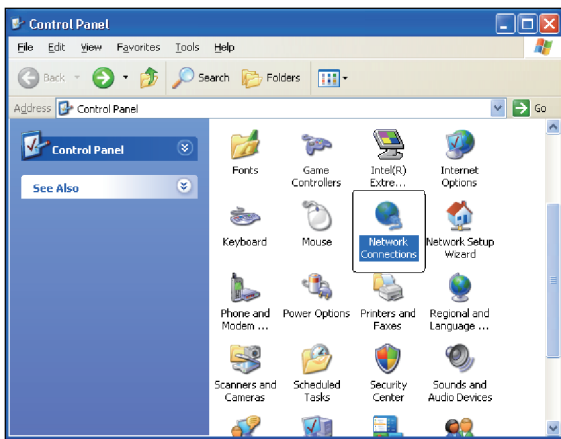 Control Panel
File Edit View Favorites Tools Help
Back Search Folders
Address Control Panel Go
Control Panel
See Also
Fonts
Game Controllers
Intel(R) Extre...
Internet Options
Keyboard
Mouse
Network Connections
Network Setup Wizard
Phone and Modem ...
Power Options
Printers and Faxes
Regional and Language ...
Scanners and Cameras
Scheduled Tasks
Security Center
Sounds and Audio Devices